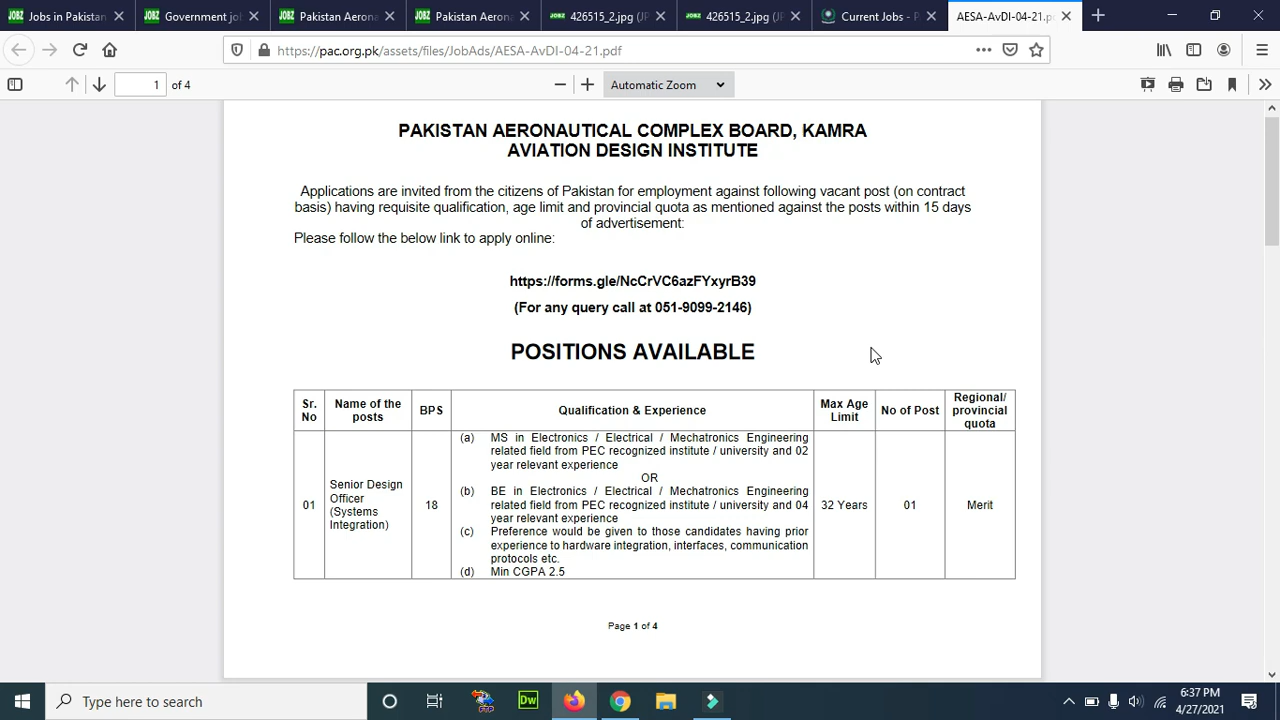 Jobs in Pakistan
Government jo
Pakistan Aerona
Pakistan Aerona
426515_2.jpg (JP
426515_2.jpg (JP
Current Jobs - P
AESA-AvDI-04-21.p
https://pac.org.pk/assets/files/JobAds/AESA-AvDI-04-21.pdf
1 of 4
Automatic Zoom
PAKISTAN AERONAUTICAL COMPLEX BOARD, KAMRA
AVIATION DESIGN INSTITUTE
Applications are invited from the citizens of Pakistan for employment against following vacant post (on contract
basis) having requisite qualification, age limit and provincial quota as mentioned against the posts within 15 days
of advertisement:
Please follow the below link to apply online:
https://forms.gle/NcCrVC6azFYxyrB39
(For any query call at 051-9099-2146)
POSITIONS AVAILABLE
Sr. No
Name of the posts
BPS
Qualification & Experience
Max Age Limit
No of Post
Regional/ provincial quota
01
Senior Design
Officer
(Systems
Integration)
18
(a) MS in Electronics / Electrical / Mechatronics Engineering
related field from PEC recognized institute / university and 02
year relevant experience
OR
(b) BE in Electronics / Electrical / Mechatronics Engineering
related field from PEC recognized institute / university and 04
year relevant experience
(c) Preference would be given to those candidates having prior
experience to hardware integration, interfaces, communication
protocols etc.
(d) Min CGPA 2.5
32 Years
01
Merit
Page 1 of 4
Type here to search
Dw
6:37 PM
4/27/2021